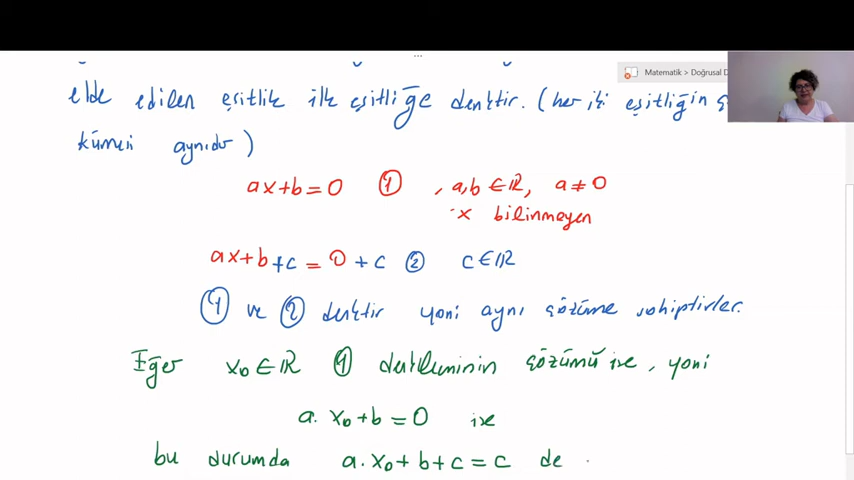 Matematik > Doğrusal D
elde edilen eşitlik ilk eşitliğe denktir. (her iki eşitliğin
kümesi aynıdır)
ax+b=0 ① , a,b ∈ ℝ, a≠0
x bilinmeyen
ax+b+c = 0+c ② c∈ℝ
① ve ② denktir yani aynı çözüme sahiptirler.
Eğer x₀ ∈ ℝ ① denkleminin çözümü ise, yani
a. x₀+b=0 ise
bu durumda a. x₀+b+c=c de